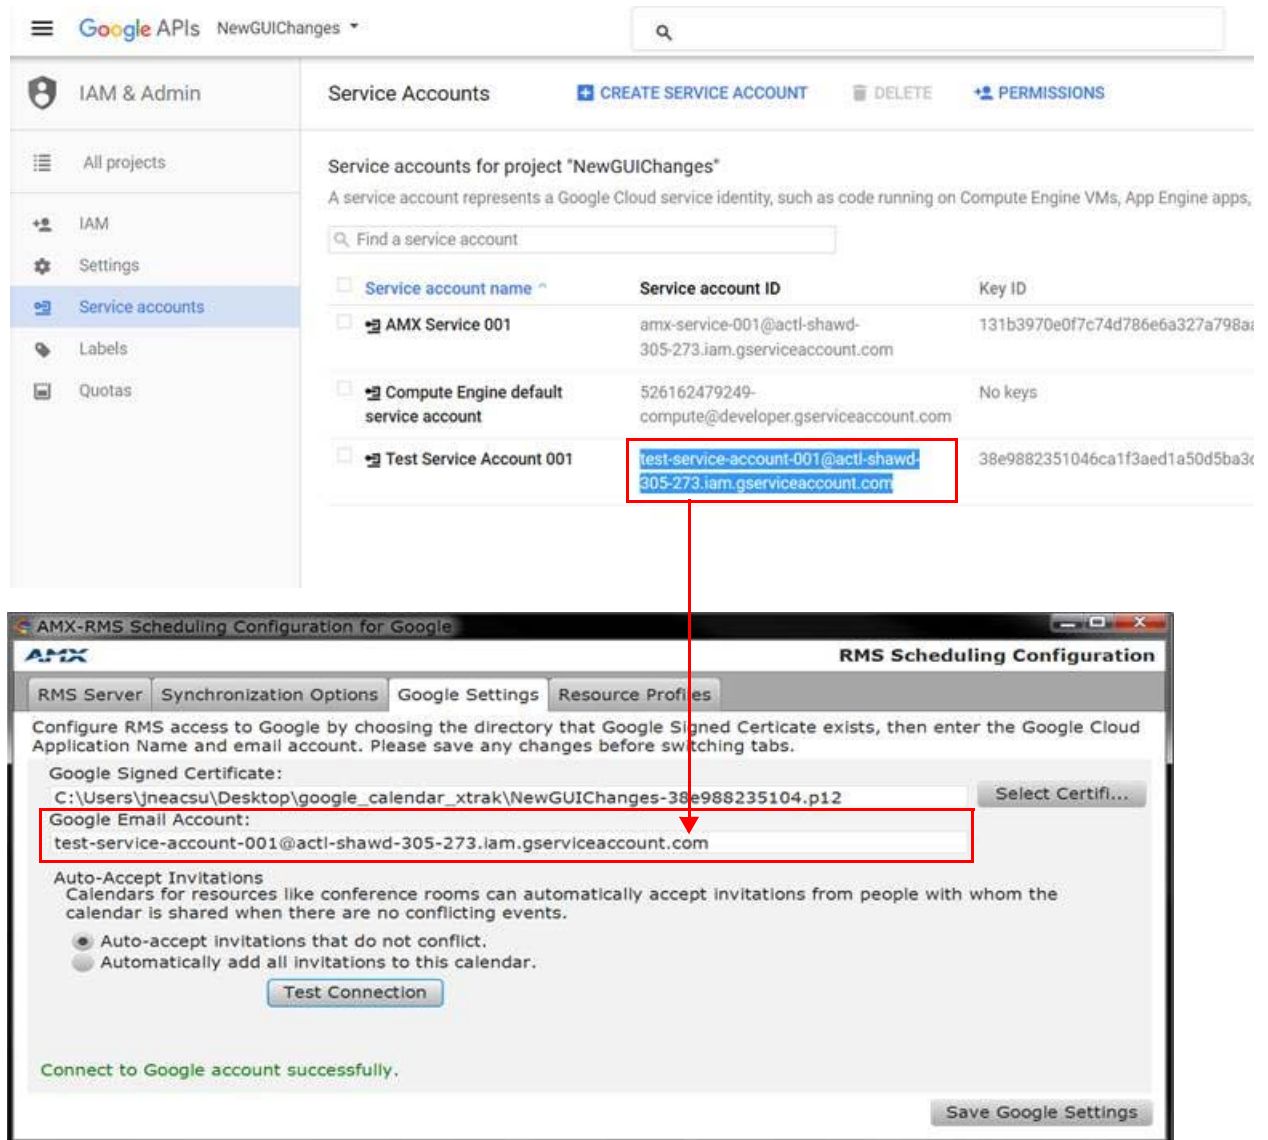 Google APIs NewGUIChanges
IAM & Admin
Service Accounts
CREATE SERVICE ACCOUNT
DELETE
PERMISSIONS
All projects
IAM
Settings
Service accounts
Labels
Quotas
Service accounts for project "NewGUIChanges"
A service account represents a Google Cloud service identity, such as code running on Compute Engine VMs, App Engine apps,
Find a service account
Service account name
Service account ID
Key ID
AMX Service 001
amx-service-001@actl-shawd-
305-273.iam.gserviceaccount.com
131b3970e0f7c74d786e6a327a798aa
Compute Engine default
service account
526162479249-
compute@developer.gserviceaccount.com
No keys
Test Service Account 001
test-service-account-001@actl-shawd-
305-273.iam.gserviceaccount.com
38e9882351046ca1f3aed1a50d5ba3c
AMX-RMS Scheduling Configuration for Google
AMX
RMS Scheduling Configuration
RMS Server
Synchronization Options
Google Settings
Resource Profiles
Configure RMS access to Google by choosing the directory that Google Signed Certicate exists, then enter the Google Cloud
Application Name and email account. Please save any changes before switching tabs.
Google Signed Certificate:
C:\Users\jneacsu\Desktop\google_calendar_xtrak\NewGUIChanges-38e988235104.p12
Select Certifi...
Google Email Account:
test-service-account-001@actl-shawd-305-273.iam.gserviceaccount.com
Auto-Accept Invitations
Calendars for resources like conference rooms can automatically accept invitations from people with whom the
calendar is shared when there are no conflicting events.
Auto-accept invitations that do not conflict.
Automatically add all invitations to this calendar.
Test Connection
Connect to Google account successfully.
Save Google Settings